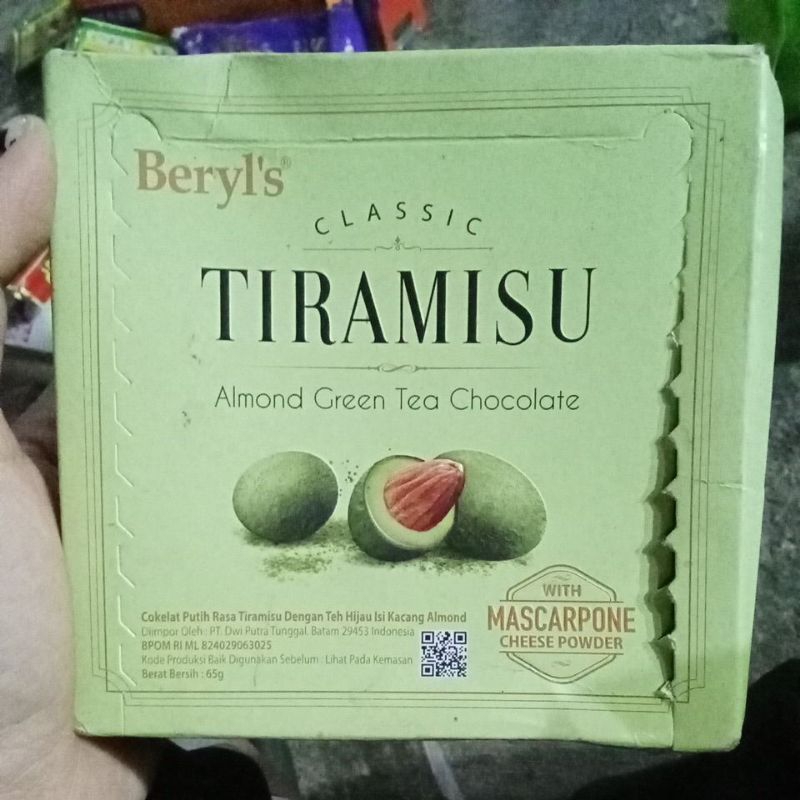 Beryl's®
CLASSIC
TIRAMISU
Almond Green Tea Chocolate
Cokelat Putih Rasa Tiramisu Dengan Teh Hijau Isi Kacang Almond
Diimpor Oleh : PT. Dwi Putra Tunggal. Batam 29453 Indonesia
BPOM RI ML 824029063025
Kode Produksi Baik Digunakan Sebelum : Lihat Pada Kemasan
Berat Bersih : 65g
WITH
MASCARPONE
CHEESE POWDER